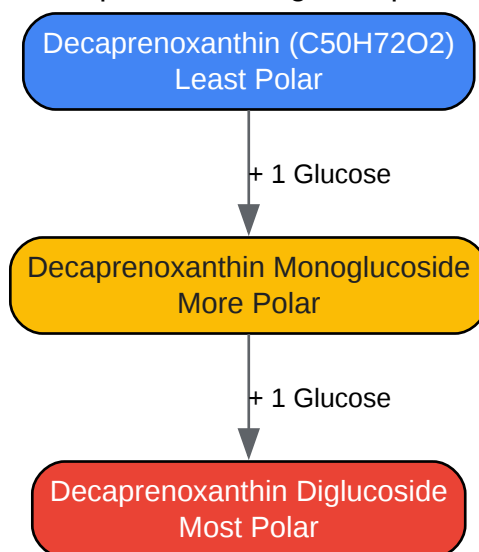 Decaprenoxanthin (C50H72O2)
Least Polar
+ 1 Glucose
Decaprenoxanthin Monoglucoside
More Polar
+ 1 Glucose
Decaprenoxanthin Diglucoside
Most Polar